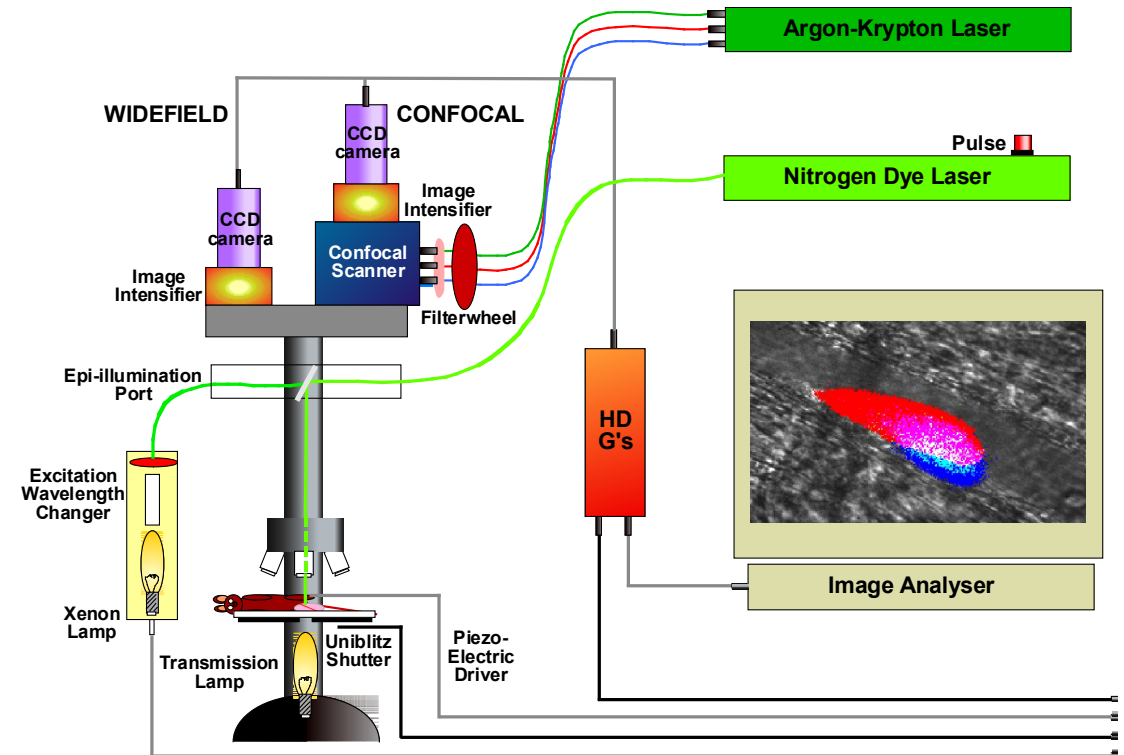 Argon-Krypton Laser
WIDEFIELD
CONFOCAL
CCD
camera
Pulse
Nitrogen Dye Laser
Image
Intensifier
CCD
camera
Confocal
Scanner
Image
Intensifier
Filterwheel
Epi-illumination
Port
HD
G's
Excitation
Wavelength
Changer
Image Analyser
Xenon
Lamp
Transmission
Lamp
Uniblitz
Shutter
Piezo-
Electric
Driver